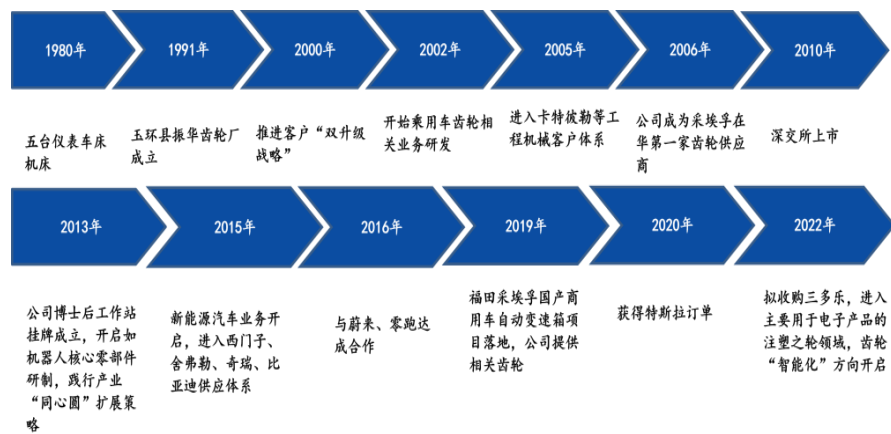 1980年
1991年
2000年
2002年
2005年
2006年
2010年
五台仪表车床
机床
玉环县振华齿轮厂
成立
推进客户“双升级
战略”
开始乘用车齿轮相
关业务研发
进入卡特彼勒等工
程机械客户体系
公司成为采埃孚在
华第一家齿轮供应
商
深交所上市
2013年
2015年
2016年
2019年
2020年
2022年
公司博士后工作站
挂牌成立，开启如
机器人核心零部件
研制，践行产业
“同心圆”扩展策
略
新能源汽车业务开
启，进入西门子、
舍弗勒、奇瑞、比
亚迪供应体系
与蔚来、零跑达
成合作
福田采埃孚国产商
用车自动变速箱项
目落地，公司提供
相关齿轮
获得特斯拉订单
拟收购三多乐，进入
主要用于电子产品的
注塑之轮领域，齿轮
“智能化”方向开启